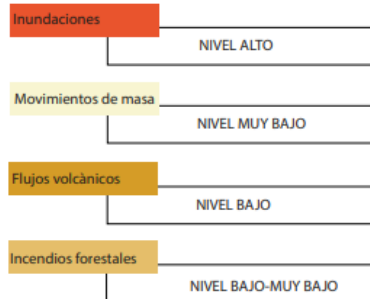 Inundaciones
NIVEL ALTO
Movimientos de masa
NIVEL MUY BAJO
Flujos volcànicos
NIVEL BAJO
Incendios forestales
NIVEL BAJO-MUY BAJO